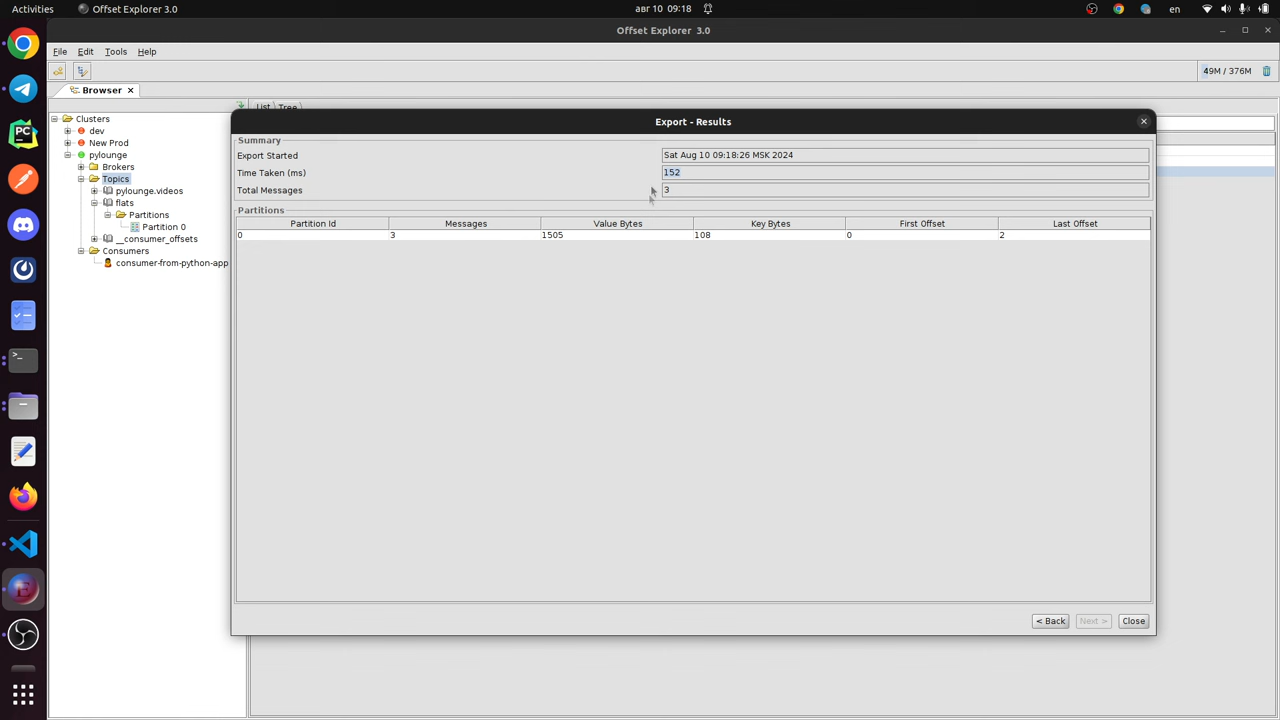 Activities
Offset Explorer 3.0
авг 10 09:18
en
Offset Explorer 3.0
File Edit Tools Help
49M / 376M
Browser
List Tree
Clusters
dev
New Prod
pylounge
Brokers
Topics
pylounge.videos
flats
Partitions
Partition 0
__consumer_offsets
Consumers
consumer-from-python-app
Export - Results
Summary
Export Started Sat Aug 10 09:18:26 MSK 2024
Time Taken (ms) 152
Total Messages 3
Partitions
Partition Id Messages Value Bytes Key Bytes First Offset Last Offset
0 3 1505 108 0 2
< Back Next > Close